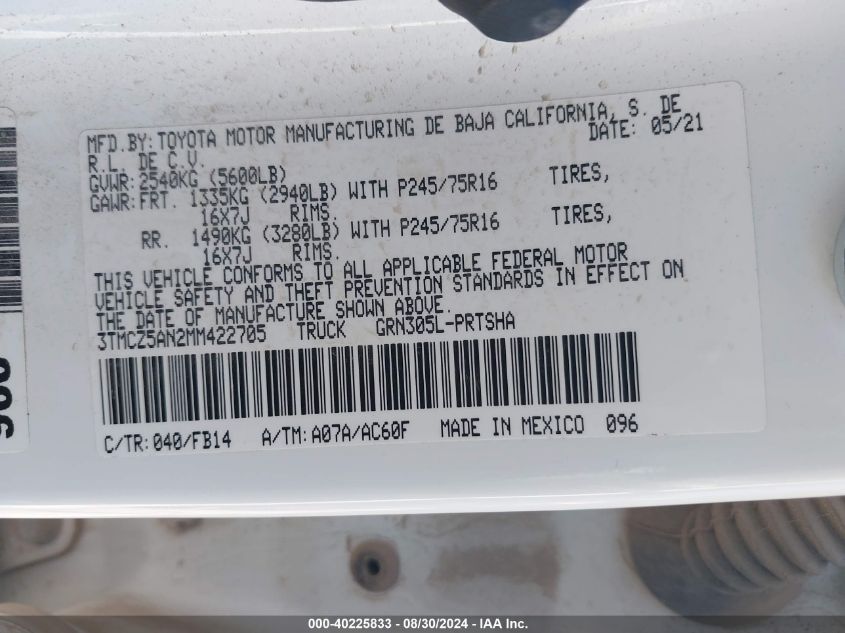 MFD.BY: TOYOTA MOTOR MANUFACTURING DE BAJA CALIFORNIA, S. DE
R.L. DE C.V. DATE: 05/21
GVWR: 2540KG (5600LB)
GAWR: FRT. 1335KG (2940LB) WITH P245/75R16 TIRES,
16X7J RIMS.
RR. 1490KG (3280LB) WITH P245/75R16 TIRES,
16X7J RIMS.
THIS VEHICLE CONFORMS TO ALL APPLICABLE FEDERAL MOTOR
VEHICLE SAFETY AND THEFT PREVENTION STANDARDS IN EFFECT ON
THE DATE OF MANUFACTURE SHOWN ABOVE.
3TMCZ5AN2MM422705 TRUCK GRN305L-PRTSHA
C/TR: 040/FB14 A/TM: A07A/AC60F MADE IN MEXICO 096
000-40225833 - 08/30/2024 - IAA Inc.